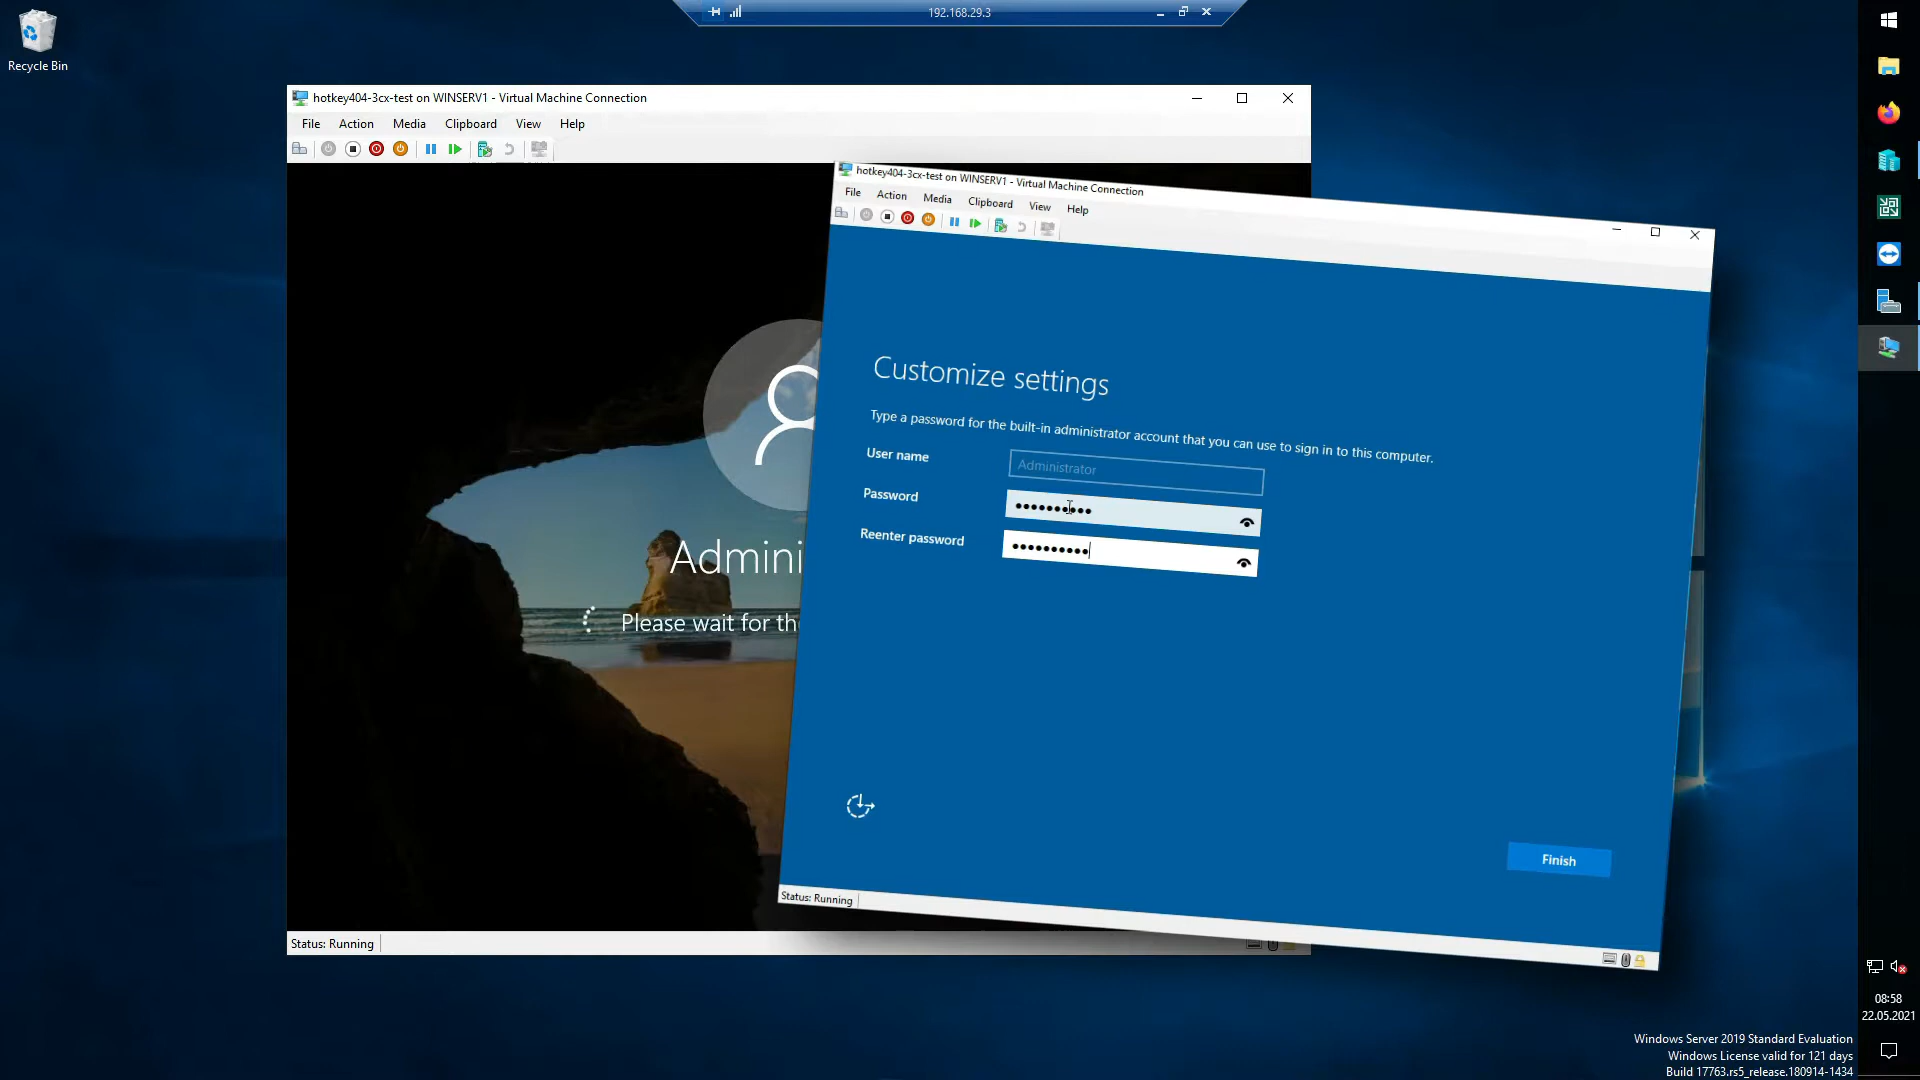 192.168.29.3
Recycle Bin
hotkey404-3cx-test on WINSERV1 - Virtual Machine Connection
File Action Media Clipboard View Help
Admini
Please wait for the
Status: Running
hotkey404-3cx-test on WINSERV1 - Virtual Machine Connection
File Action Media Clipboard View Help
Customize settings
Type a password for the built-in administrator account that you can use to sign in to this computer.
User name
Administrator
Password
Reenter password
Finish
Status: Running
08:58
22.05.2021
Windows Server 2019 Standard Evaluation
Windows License valid for 121 days
Build 17763.rs5_release.180914-1434